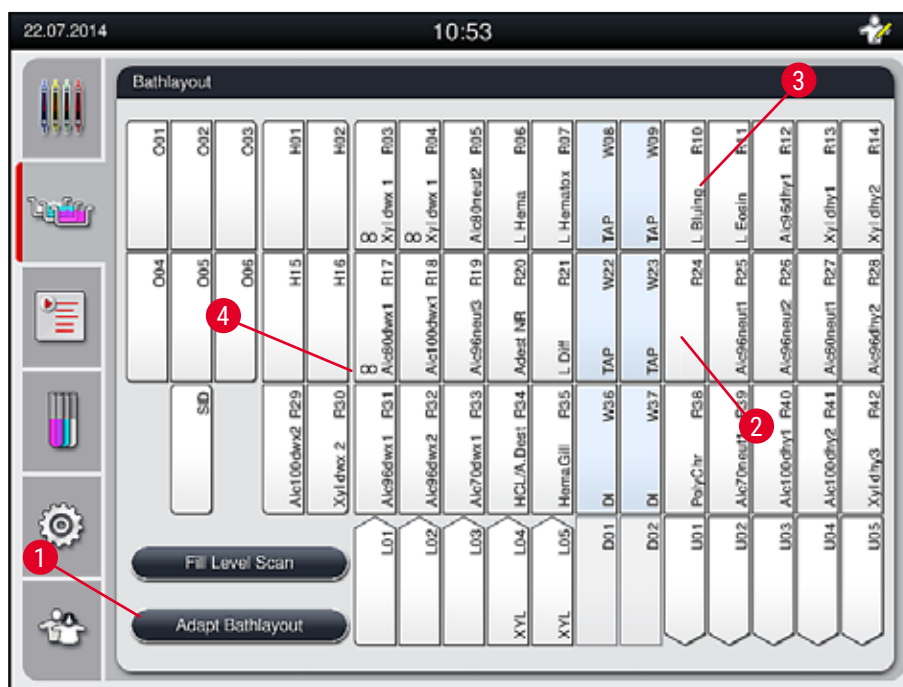 22.07.2014
10:53
Bathlayout
3
O01
O02
O03
H01
H02
R03 ∞ Xyl dwx 1
R04 ∞ Xyl dwx 1
R05 Alc80neut2
R06 L Hema
R07 L Hematox
W08 TAP
W09 TAP
R10 L Bluing
R11 L Eosin
R12 Alc96dhy1
R13 Xyl dhy1
R14 Xyl dhy2
4
O04
O05
O06
H15
H16
R17 ∞ Alc80dwx1
R18 Alc100dwx1
R19 Alc96neut3
R20 Adest NR
R21 L Diff
W22 TAP
W23 TAP
R24
R25 Alc96neut1
R26 Alc96neut2
R27 Alc80neut1
R28 Alc96dhy2
2
SID
R29 Alc100dwx2
R30 Xyl dwx 2
R31 Alc96dwx1
R32 Alc96dwx2
R33 Alc70dwx1
R34 HCL/A.Dest
R35 HemaGill
W36 DI
W37 DI
R38 PolyChr
R39 Alc70neut1
R40 Alc100dhy1
R41 Alc100dhy2
R42 Xyl dhy3
L01
L02
L03
L04 XYL
L05 XYL
D01
D02
U01
U02
U03
U04
U05
1
Fill Level Scan
Adapt Bathlayout